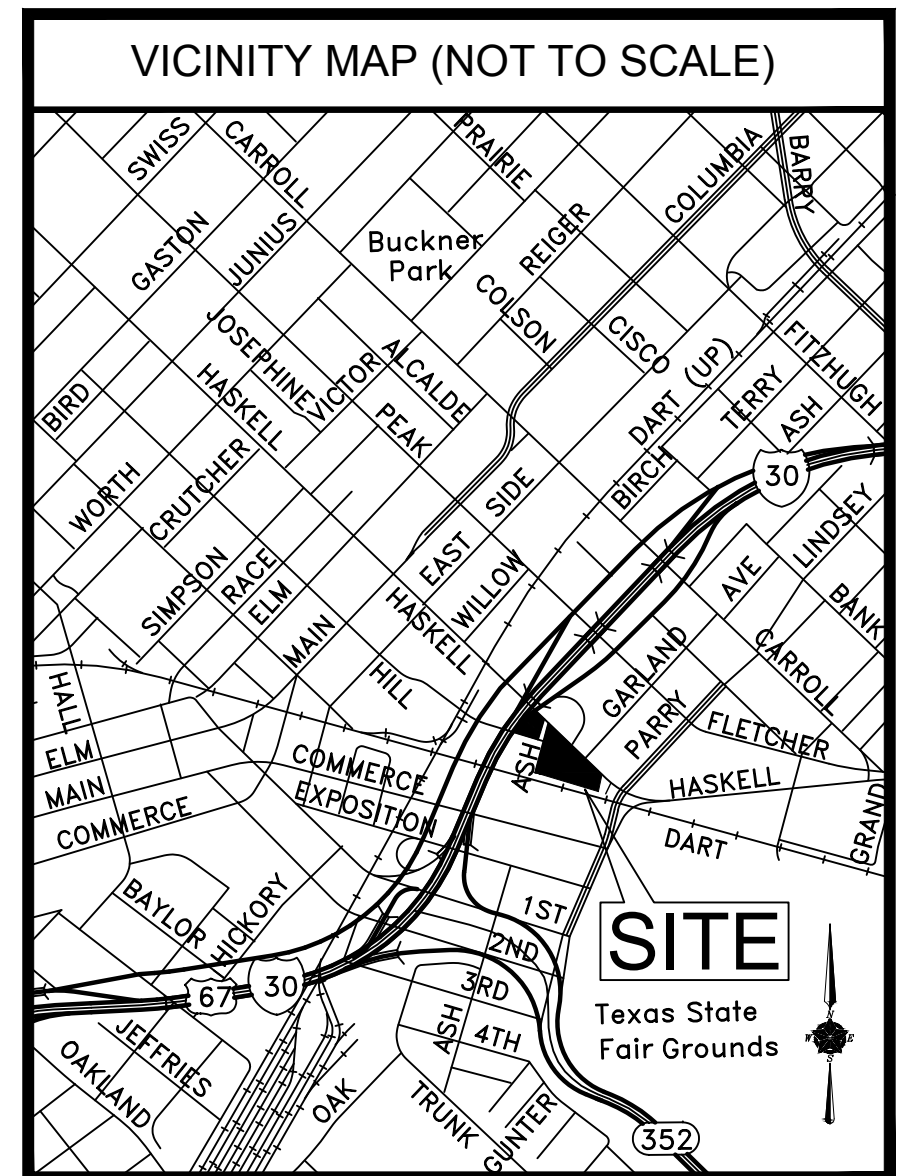 VICINITY MAP (NOT TO SCALE)
SWISS
CARROLL
PRAIRIE
COLUMBIA
BARRY
GASTON
JUNIUS
Buckner
Park
REIGER
COLSON
CISCO
JOSEPHINE
VICTOR
ALCALDE
DART (UP)
FITZHUGH
HASKELL
PEAK
TERRY
ASH
BIRD
30
WORTH
CRUTCHER
SIDE
EAST
BIRCH
LINDSEY
SIMPSON
RACE
ELM
WILLOW
AVE
BANK
MAIN
HASKELL
HILL
GARLAND
CARROLL
HALL
PARRY
FLETCHER
ELM
MAIN
COMMERCE
COMMERCE
EXPOSITION
ASH
HASKELL
DART
GRAND
BAYLOR
HICKORY
1ST
2ND
3RD
4TH
SITE
67
30
ASH
Texas State
Fair Grounds
N
W
E
S
JEFFRIES
OAKLAND
OAK
TRUNK
GUNTER
352